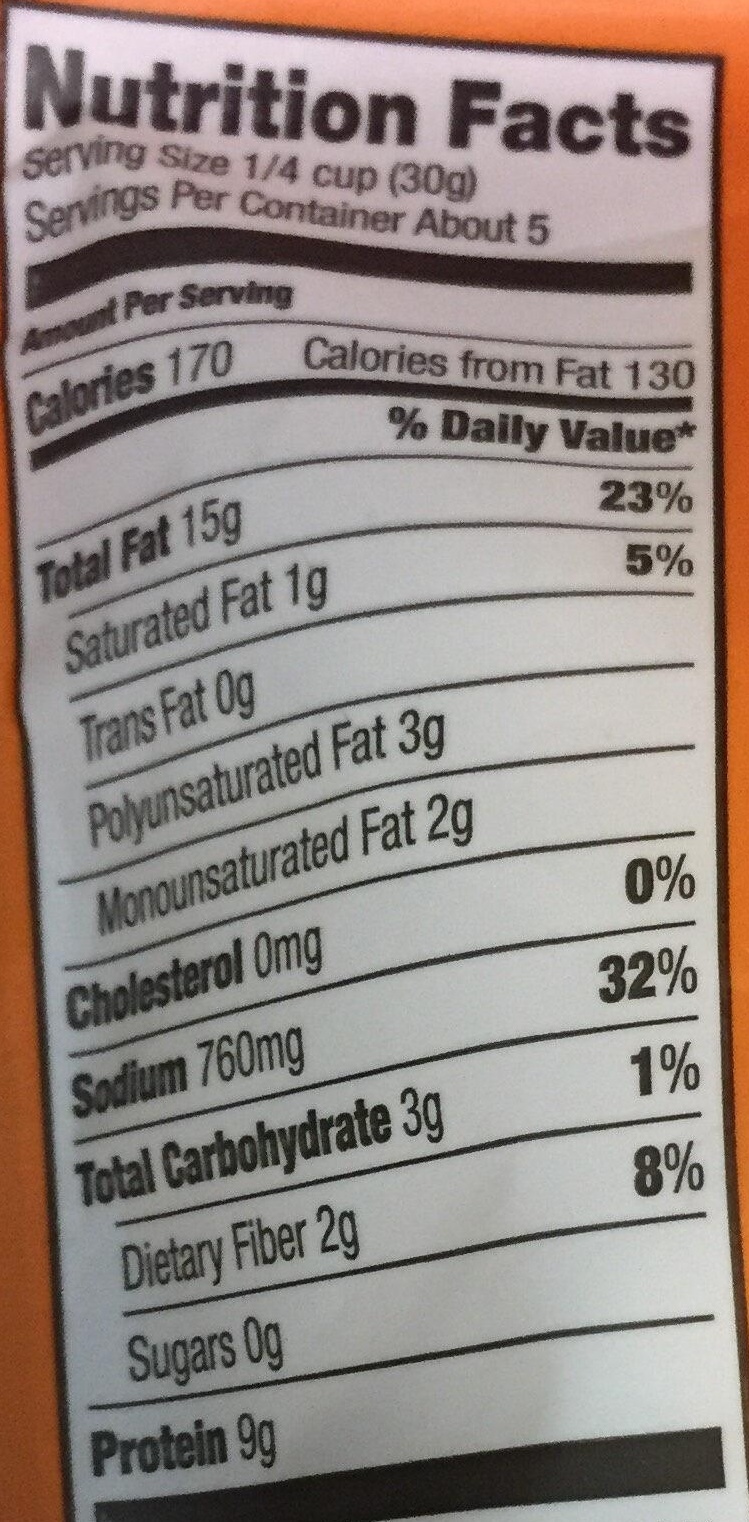 Nutrition Facts
Serving Size 1/4 cup (30g)
Servings Per Container About 5
Amount Per Serving
Calories 170 Calories from Fat 130
% Daily Value*
Total Fat 15g 23%
Saturated Fat 1g 5%
Trans Fat 0g
Polyunsaturated Fat 3g
Monounsaturated Fat 2g
Cholesterol 0mg 0%
Sodium 760mg 32%
Total Carbohydrate 3g 1%
Dietary Fiber 2g 8%
Sugars 0g
Protein 9g